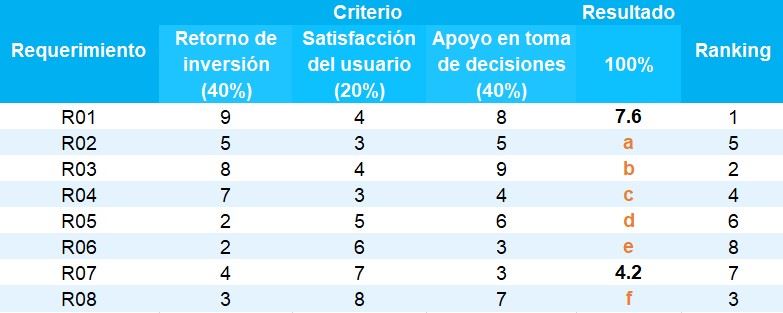 Criterio Resultado
Requerimiento Retorno de inversión (40%) Satisfacción del usuario (20%) Apoyo en toma de decisiones (40%) 100% Ranking
R01 9 4 8 7.6 1
R02 5 3 5 a 5
R03 8 4 9 b 2
R04 7 3 4 c 4
R05 2 5 6 d 6
R06 2 6 3 e 8
R07 4 7 3 4.2 7
R08 3 8 7 f 3